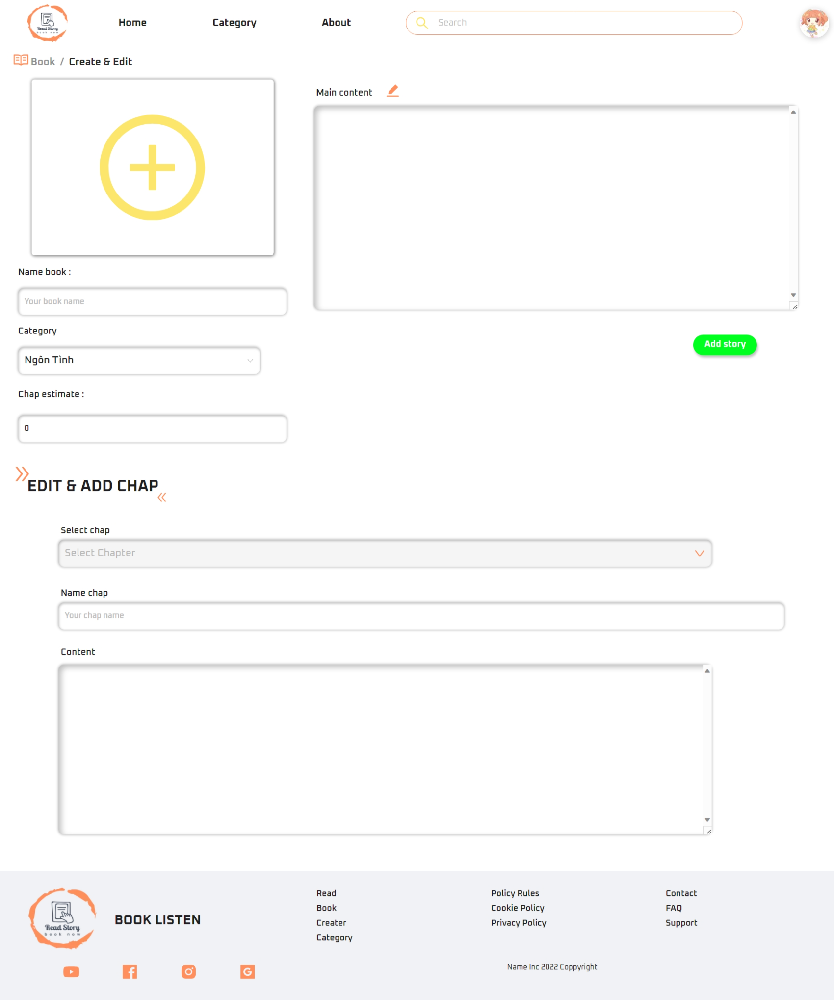 Read Story
book now
Home
Category
About
Search
Book / Create & Edit
Main content
Name book :
Your book name
Category
Ngôn Tình
Add story
Chap estimate :
0
EDIT & ADD CHAP
Select chap
Select Chapter
Name chap
Your chap name
Content
Read Story
book now
BOOK LISTEN
Read
Book
Creater
Category
Policy Rules
Cookie Policy
Privacy Policy
Contact
FAQ
Support
Name Inc 2022 Coppyright